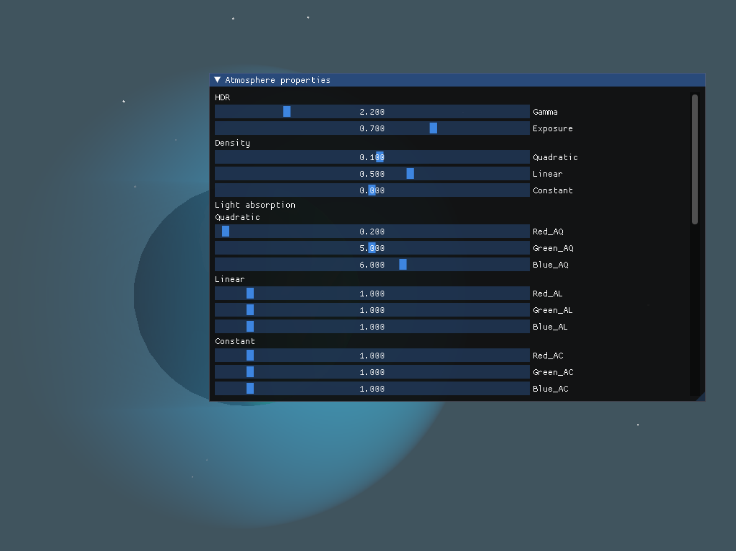 Atmosphere properties
HDR
2.200 Gamma
0.700 Exposure
Density
0.100 Quadratic
0.500 Linear
0.000 Constant
Light absorption
Quadratic
0.200 Red_AQ
5.000 Green_AQ
6.000 Blue_AQ
Linear
1.000 Red_AL
1.000 Green_AL
1.000 Blue_AL
Constant
1.000 Red_AC
1.000 Green_AC
1.000 Blue_AC